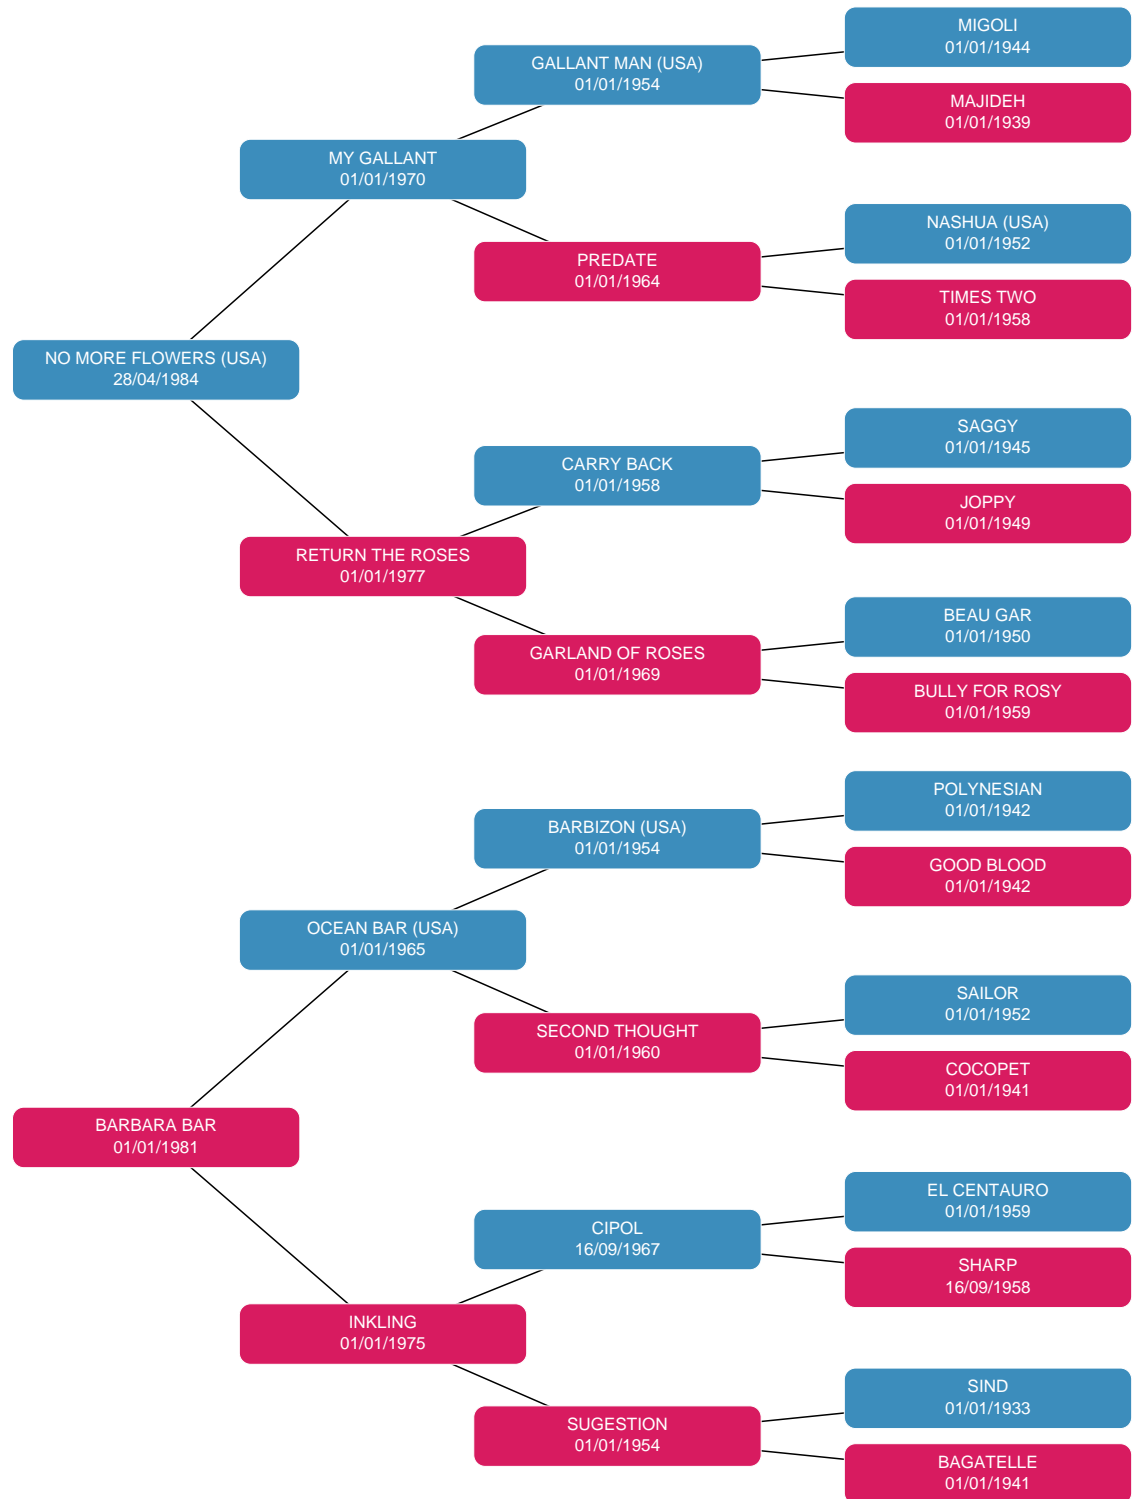 MIGOLI
01/01/1944
GALLANT MAN (USA)
01/01/1954
MAJIDEH
01/01/1939
MY GALLANT
01/01/1970
NASHUA (USA)
01/01/1952
PREDATE
01/01/1964
TIMES TWO
01/01/1958
NO MORE FLOWERS (USA)
28/04/1984
SAGGY
01/01/1945
CARRY BACK
01/01/1958
JOPPY
01/01/1949
RETURN THE ROSES
01/01/1977
BEAU GAR
01/01/1950
GARLAND OF ROSES
01/01/1969
BULLY FOR ROSY
01/01/1959
POLYNESIAN
01/01/1942
BARBIZON (USA)
01/01/1954
GOOD BLOOD
01/01/1942
OCEAN BAR (USA)
01/01/1965
SAILOR
01/01/1952
SECOND THOUGHT
01/01/1960
COCOPET
01/01/1941
BARBARA BAR
01/01/1981
EL CENTAURO
01/01/1959
CIPOL
16/09/1967
SHARP
16/09/1958
INKLING
01/01/1975
SIND
01/01/1933
SUGESTION
01/01/1954
BAGATELLE
01/01/1941